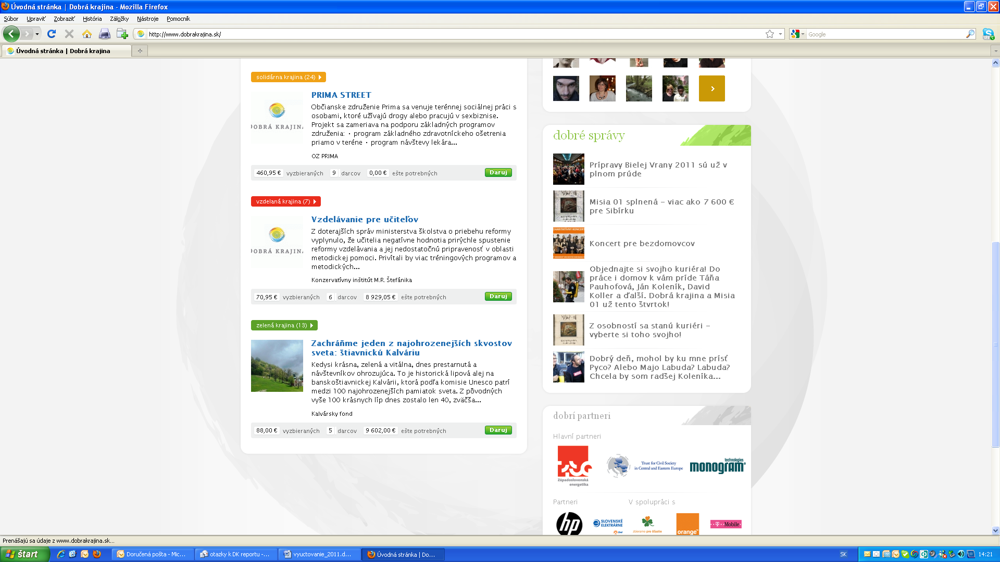 Úvodná stránka | Dobrá krajina - Mozilla Firefox
Súbor Upraviť Zobraziť História Záložky Nástroje Pomocník
http://www.dobrakrajina.sk/
Google
Úvodná stránka | Dobrá krajina
solidárna krajina (24)
DOBRÁ KRAJINA
PRIMA STREET
Občianske združenie Prima sa venuje terénnej sociálnej práci s
osobami, ktoré užívajú drogy alebo pracujú v sexbiznise.
Projekt sa zameriava na podporu základných programov
združenia: • program základného zdravotníckeho ošetrenia
priamo v teréne • program návštevy lekára...
OZ PRIMA
460,95 € vyzbieraných 9 darcov 0,00 € ešte potrebných Daruj
vzdelaná krajina (7)
DOBRÁ KRAJINA
Vzdelávanie pre učiteľov
Z doterajších správ ministerstva školstva o priebehu reformy
vyplynulo, že učitelia negatívne hodnotia prirýchle spustenie
reformy vzdelávania a jej nedostatočnú pripravenosť v oblasti
metodickej pomoci. Privítali by viac tréningových programov a
metodických...
Konzervatívny inštitút M.R. Štefánika
70,95 € vyzbieraných 6 darcov 8 929,05 € ešte potrebných Daruj
zelená krajina (13)
Zachráňme jeden z najohrozenejších skvostov
sveta: štiavnickú Kalváriu
Kedysi krásna, zelená a vitálna, dnes prestarnutá a
návštevníkov ohrozujúca. To je historická lipová alej na
banskoštiavnickej Kalvárii, ktorá podľa komisie Unesco patrí
medzi 100 najohrozenejších pamiatok sveta. Z pôvodných
vyše 100 krásnych líp dnes zostalo len 40, zväčša...
Kalvársky fond
88,00 € vyzbieraných 5 darcov 9 602,00 € ešte potrebných Daruj
dobré správy
Prípravy Bielej Vrany 2011 sú už v
plnom prúde
Misia 01 splnená – viac ako 7 600 €
pre Sibírku
CHARITATÍVNY KONCERT
Koncert pre bezdomovcov
Objednajte si svojho kuriéra! Do
práce i domov k vám príde Táňa
Pauhofová, Ján Koleník, David
Koller a ďalší. Dobrá krajina a Misia
01 už tento štvrtok!
Z osobností sa stanú kuriéri –
vyberte si toho svojho!
Dobrý deň, mohol by ku mne prísť
Pyco? Alebo Majo Labuda? Labuda?
Chcela by som radšej Koleníka...
dobrí partneri
Hlavní partneri
Západoslovenská
energetika
Trust for Civil Society
in Central and Eastern Europe
technologies
monogram
Partneri
V spolupráci s
hp
SLOVENSKÉ
ELEKTRÁRNE
Enel
zbierame pre šťastie
orange
T-Mobile
Prenášajú sa údaje z www.dobrakrajina.sk...
štart
Doručená pošta - Mic...
otazky k DK reportu -...
vyuctovanie_2011.d...
Úvodná stránka | Do...
SK
14:21